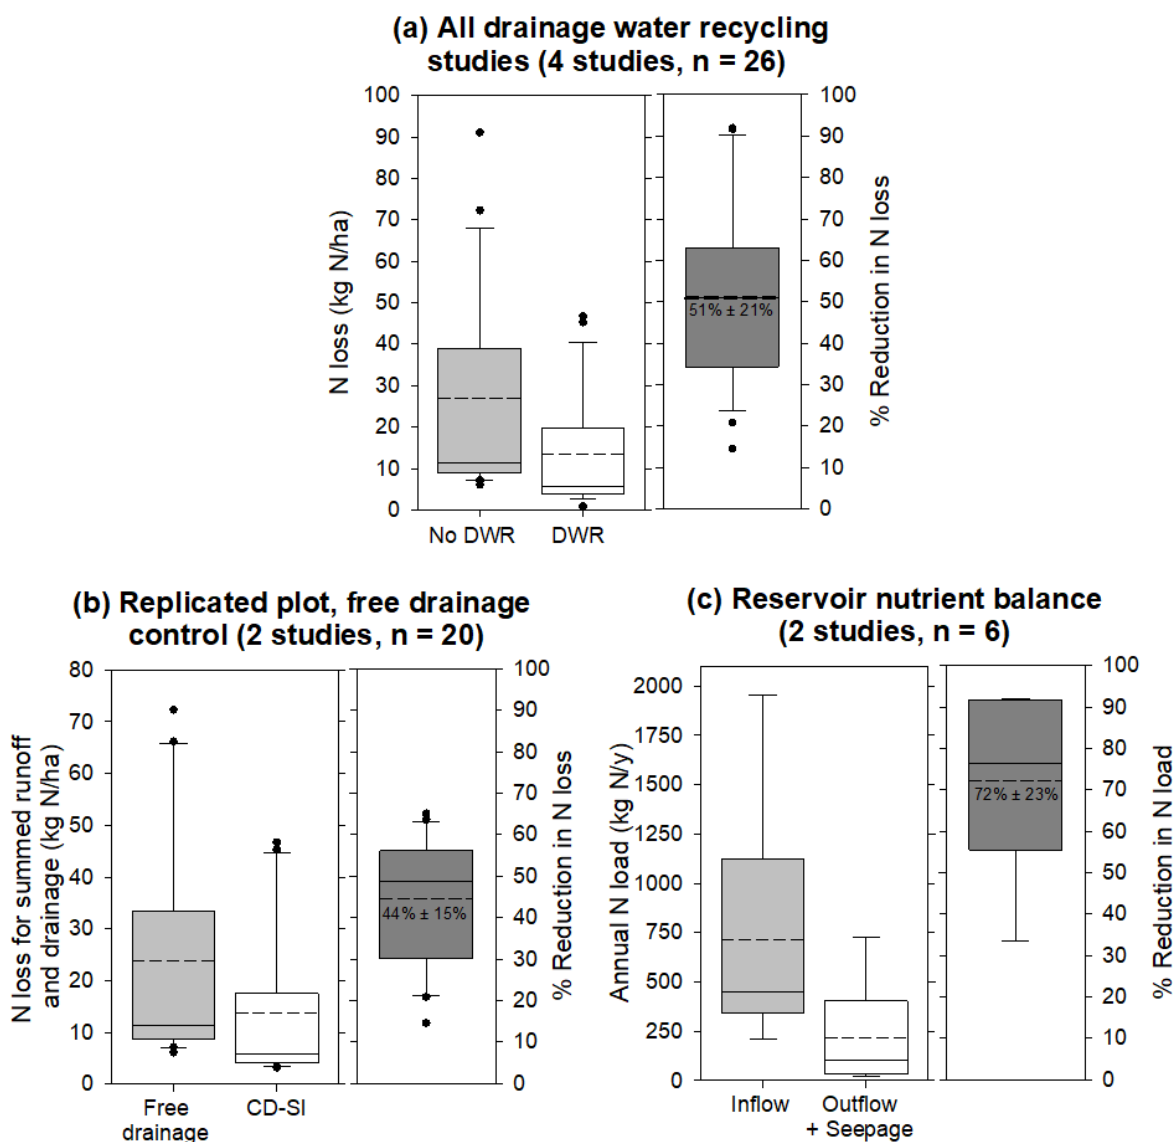 (a) All drainage water recycling
studies (4 studies, n = 26)
N loss (kg N/ha)
100
90
80
70
60
50
40
30
20
10
0
No DWR
DWR
51% ± 21%
100
90
80
70
60
50
40
30
20
10
0
% Reduction in N loss
(b) Replicated plot, free drainage
control (2 studies, n = 20)
N loss for summed runoff
and drainage (kg N/ha)
80
70
60
50
40
30
20
10
0
Free
drainage
CD-SI
44% ± 15%
100
90
80
70
60
50
40
30
20
10
0
% Reduction in N loss
(c) Reservoir nutrient balance
(2 studies, n = 6)
Annual N load (kg N/y)
2000
1750
1500
1250
1000
750
500
250
0
Inflow
Outflow
+ Seepage
72% ± 23%
100
90
80
70
60
50
40
30
20
10
0
% Reduction in N load